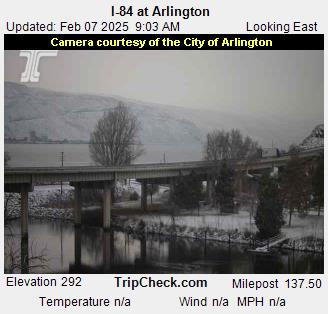 I-84 at Arlington
Updated: Feb 07 2025 9:03 AM Looking East
Camera courtesy of the City of Arlington
Elevation 292 TripCheck.com Milepost 137.50
Temperature n/a Wind n/a MPH n/a